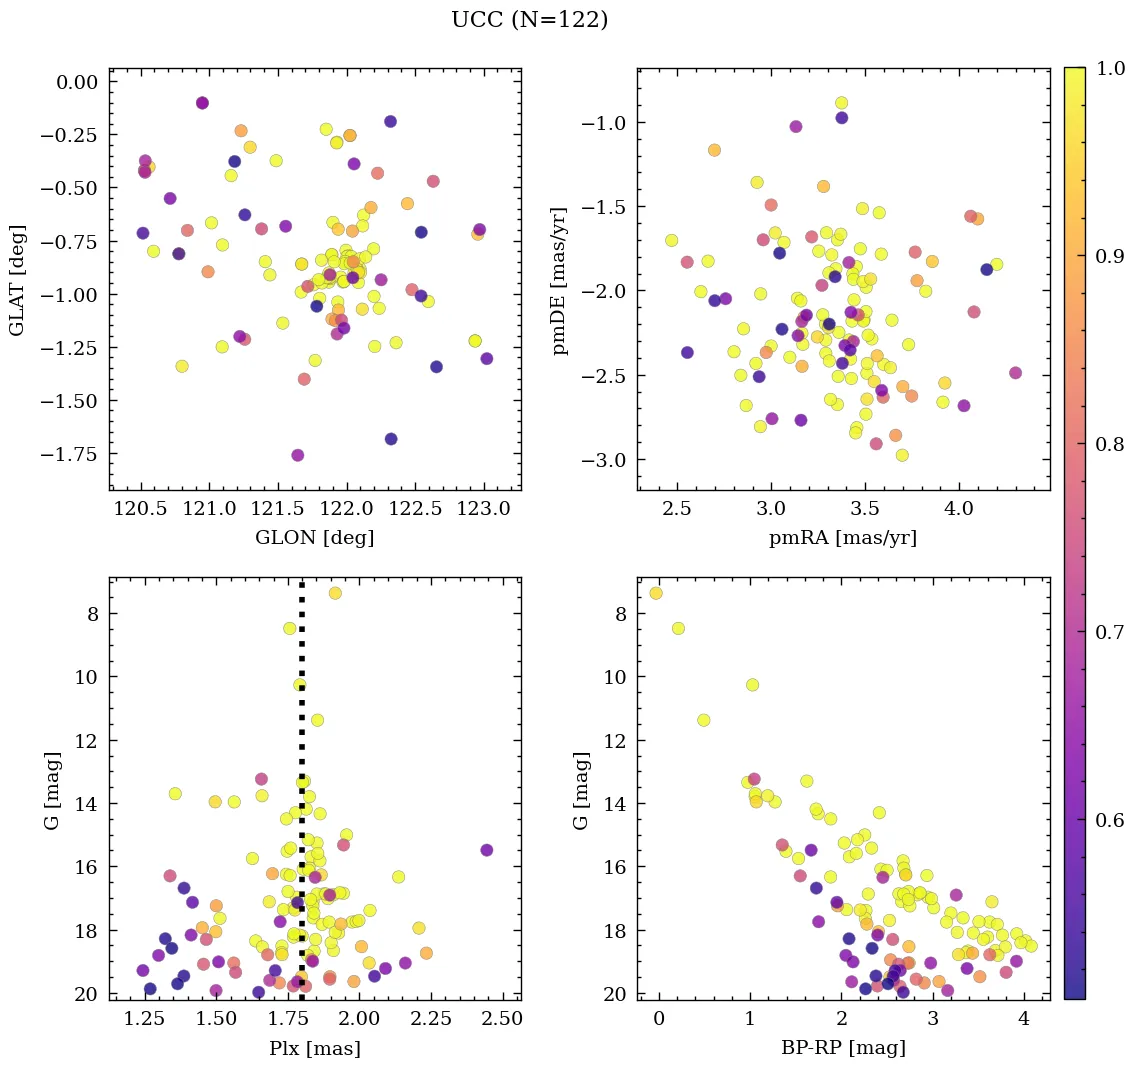 UCC (N=122)
0.00
−0.25
−0.50
−0.75
−1.00
−1.25
−1.50
−1.75
GLAT [deg]
120.5 121.0 121.5 122.0 122.5 123.0
GLON [deg]
−1.0
−1.5
−2.0
−2.5
−3.0
pmDE [mas/yr]
2.5 3.0 3.5 4.0
pmRA [mas/yr]
8
10
12
14
16
18
20
G [mag]
1.25 1.50 1.75 2.00 2.25 2.50
Plx [mas]
8
10
12
14
16
18
20
G [mag]
0 1 2 3 4
BP-RP [mag]
1.0
0.9
0.8
0.7
0.6